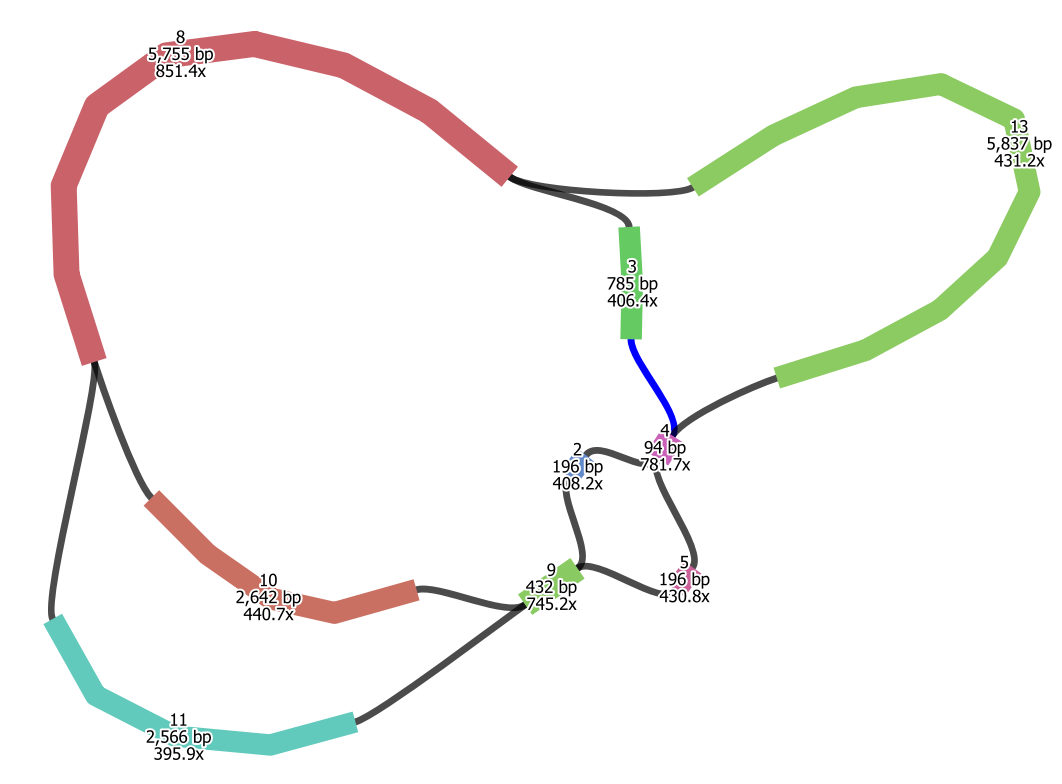 8
5,755 bp
851.4x
13
5,837 bp
431.2x
3
785 bp
406.4x
4
94 bp
781.7x
2
196 bp
408.2x
5
196 bp
430.8x
9
432 bp
745.2x
10
2,642 bp
440.7x
11
2,566 bp
395.9x